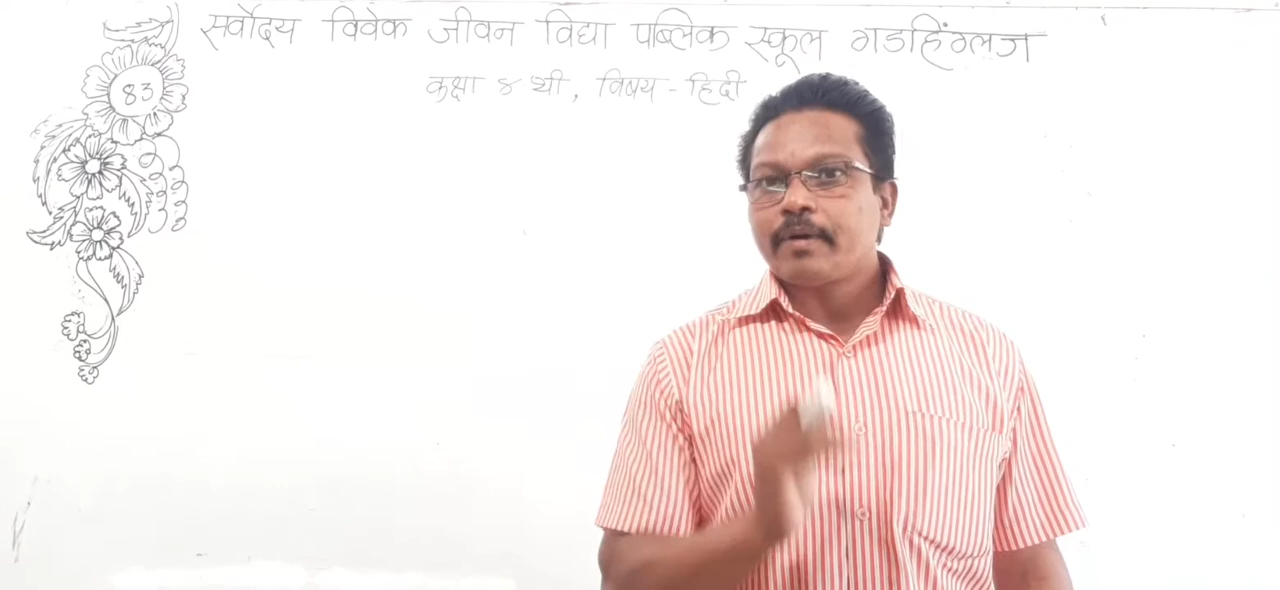 सर्वोदय विवेक जीवन विद्या पब्लिक स्कूल गडहिंग्लज
कक्षा ४ थी, विषय - हिंदी
83